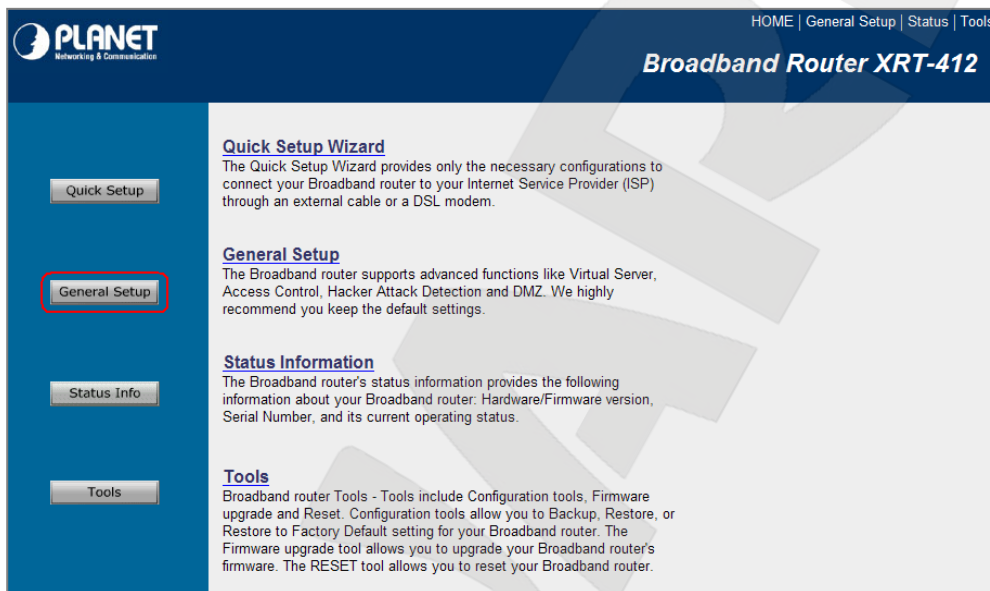 PLANET
Networking & Communication
HOME | General Setup | Status | Tools
Broadband Router XRT-412
Quick Setup
Quick Setup Wizard
The Quick Setup Wizard provides only the necessary configurations to
connect your Broadband router to your Internet Service Provider (ISP)
through an external cable or a DSL modem.
General Setup
General Setup
The Broadband router supports advanced functions like Virtual Server,
Access Control, Hacker Attack Detection and DMZ. We highly
recommend you keep the default settings.
Status Info
Status Information
The Broadband router's status information provides the following
information about your Broadband router: Hardware/Firmware version,
Serial Number, and its current operating status.
Tools
Tools
Broadband router Tools - Tools include Configuration tools, Firmware
upgrade and Reset. Configuration tools allow you to Backup, Restore, or
Restore to Factory Default setting for your Broadband router. The
Firmware upgrade tool allows you to upgrade your Broadband router's
firmware. The RESET tool allows you to reset your Broadband router.